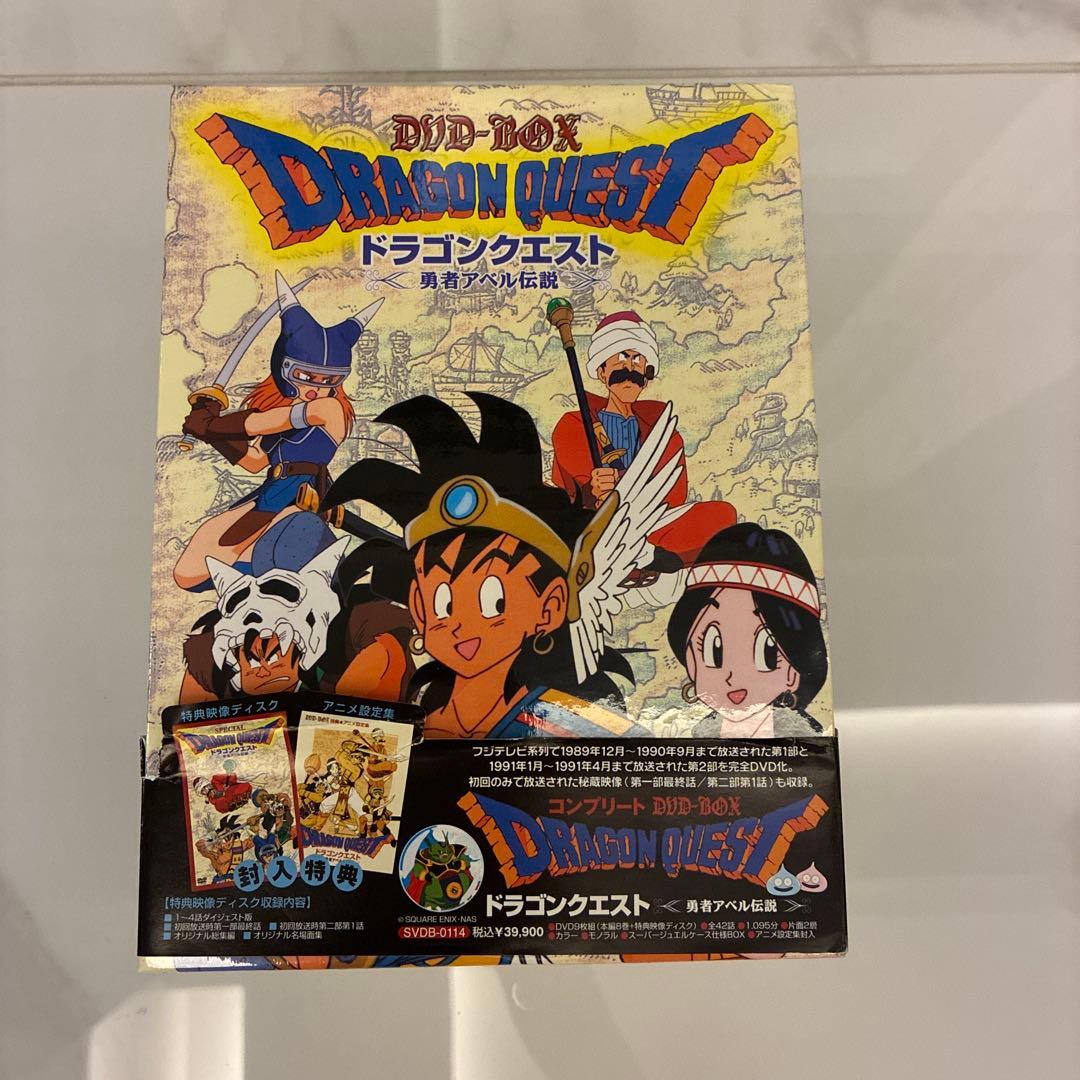 DVD-BOX
DRAGON QUEST
ドラゴンクエスト
勇者アベル伝説
特典映像ディスク
アニメ設定集
SPECIAL
DRAGON QUEST
ドラゴンクエスト
DRAGON QUEST
ドラゴンクエスト
封入特典
【特典映像ディスク収録内容】
■1~4話ダイジェスト版
■初回放送時第一部最終話 ■初回放送時第二部第1話
■オリジナル総集編 ■オリジナル名場面集
フジテレビ系列で1989年12月~1990年9月まで放送された第1部と
1991年1月~1991年4月まで放送された第2部を完全DVD化。
初回のみで放送された秘蔵映像(第一部最終話/第二部第1話)も収録。
コンプリート DVD-BOX
DRAGON QUEST
ドラゴンクエスト 勇者アベル伝説
© SQUARE ENIX・NAS
SVDB-0114 税込¥39,900
●DVD9枚組(本編8巻+特典映像ディスク) ●全42話 ●1,095分 ●片面2層
●カラー ●モノラル ●スーパージュエルケース仕様BOX ●アニメ設定集封入